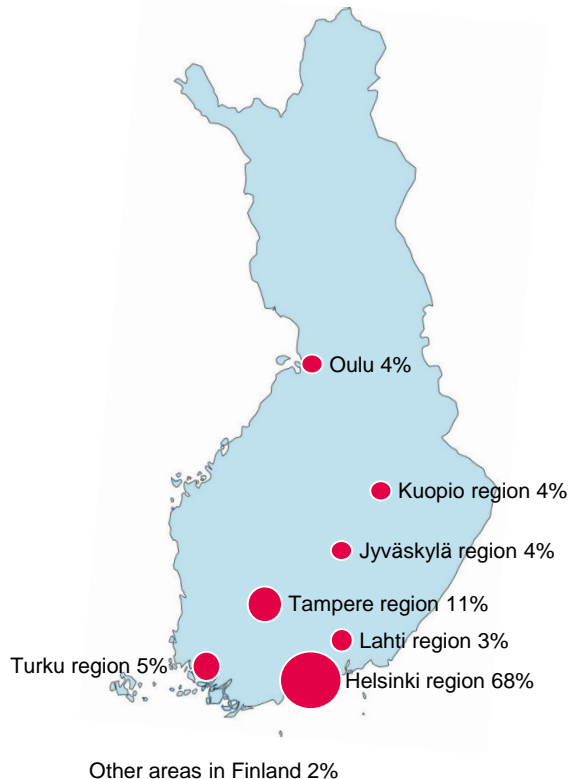 Oulu 4%
Kuopio region 4%
Jyväskylä region 4%
Tampere region 11%
Lahti region 3%
Turku region 5%
Helsinki region 68%
Other areas in Finland 2%